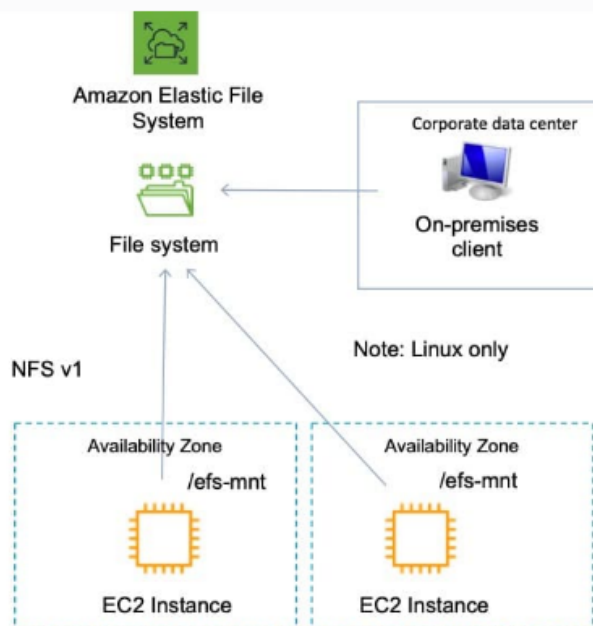 Amazon Elastic File
System
Corporate data center
On-premises
client
File system
Note: Linux only
NFS v1
Availability Zone
/efs-mnt
EC2 Instance
Availability Zone
/efs-mnt
EC2 Instance